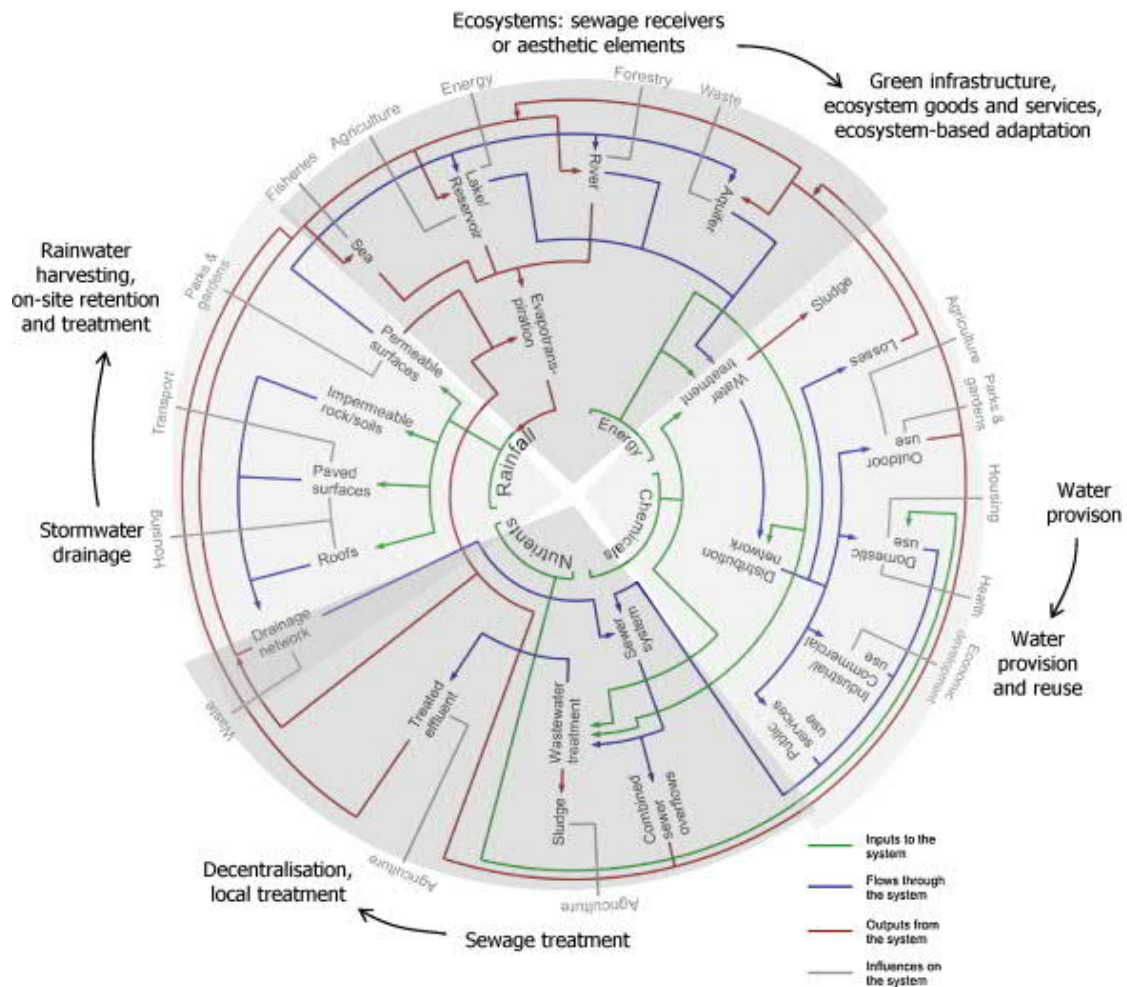 Ecosystems: sewage receivers
or aesthetic elements
Green infrastructure,
ecosystem goods and services,
ecosystem-based adaptation
Energy
Forestry
Waste
Agriculture
Fisheries
Parks &
gardens
Transport
Housing
Waste
Lake/
Reservoir
River
Aquifer
Sea
Evapotrans-
piration
Permeable
surfaces
Impermeable
rock/soils
Paved
surfaces
Roofs
Drainage
network
Rainfall
Energy
Chemicals
Nutrients
Water
treatment
Sludge
Losses
Agriculture
Parks &
gardens
Outdoor
use
Housing
Domestic
use
Health
Distribution
network
Economic
development
Industrial/
Commercial
use
Public
services
use
Sewer
system
Wastewater
treatment
Treated
effluent
Sludge
Combined
sewer
overflows
Agriculture
Agriculture
Rainwater
harvesting,
on-site retention
and treatment
Stormwater
drainage
Water
provison
Water
provision
and reuse
Decentralisation,
local treatment
Sewage treatment
Inputs to the
system
Flows through
the system
Outputs from
the system
Influences on
the system